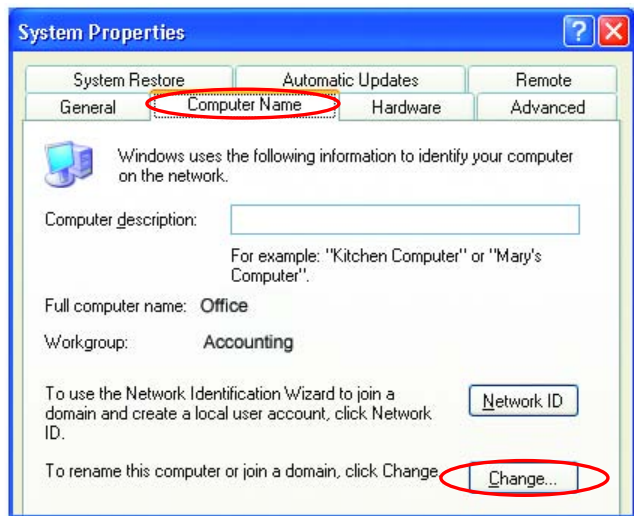 System Properties
System Restore Automatic Updates Remote
General Computer Name Hardware Advanced
Windows uses the following information to identify your computer
on the network.
Computer description:
For example: "Kitchen Computer" or "Mary's
Computer".
Full computer name: Office
Workgroup: Accounting
To use the Network Identification Wizard to join a
domain and create a local user account, click Network
ID.
Network ID
To rename this computer or join a domain, click Change.
Change...